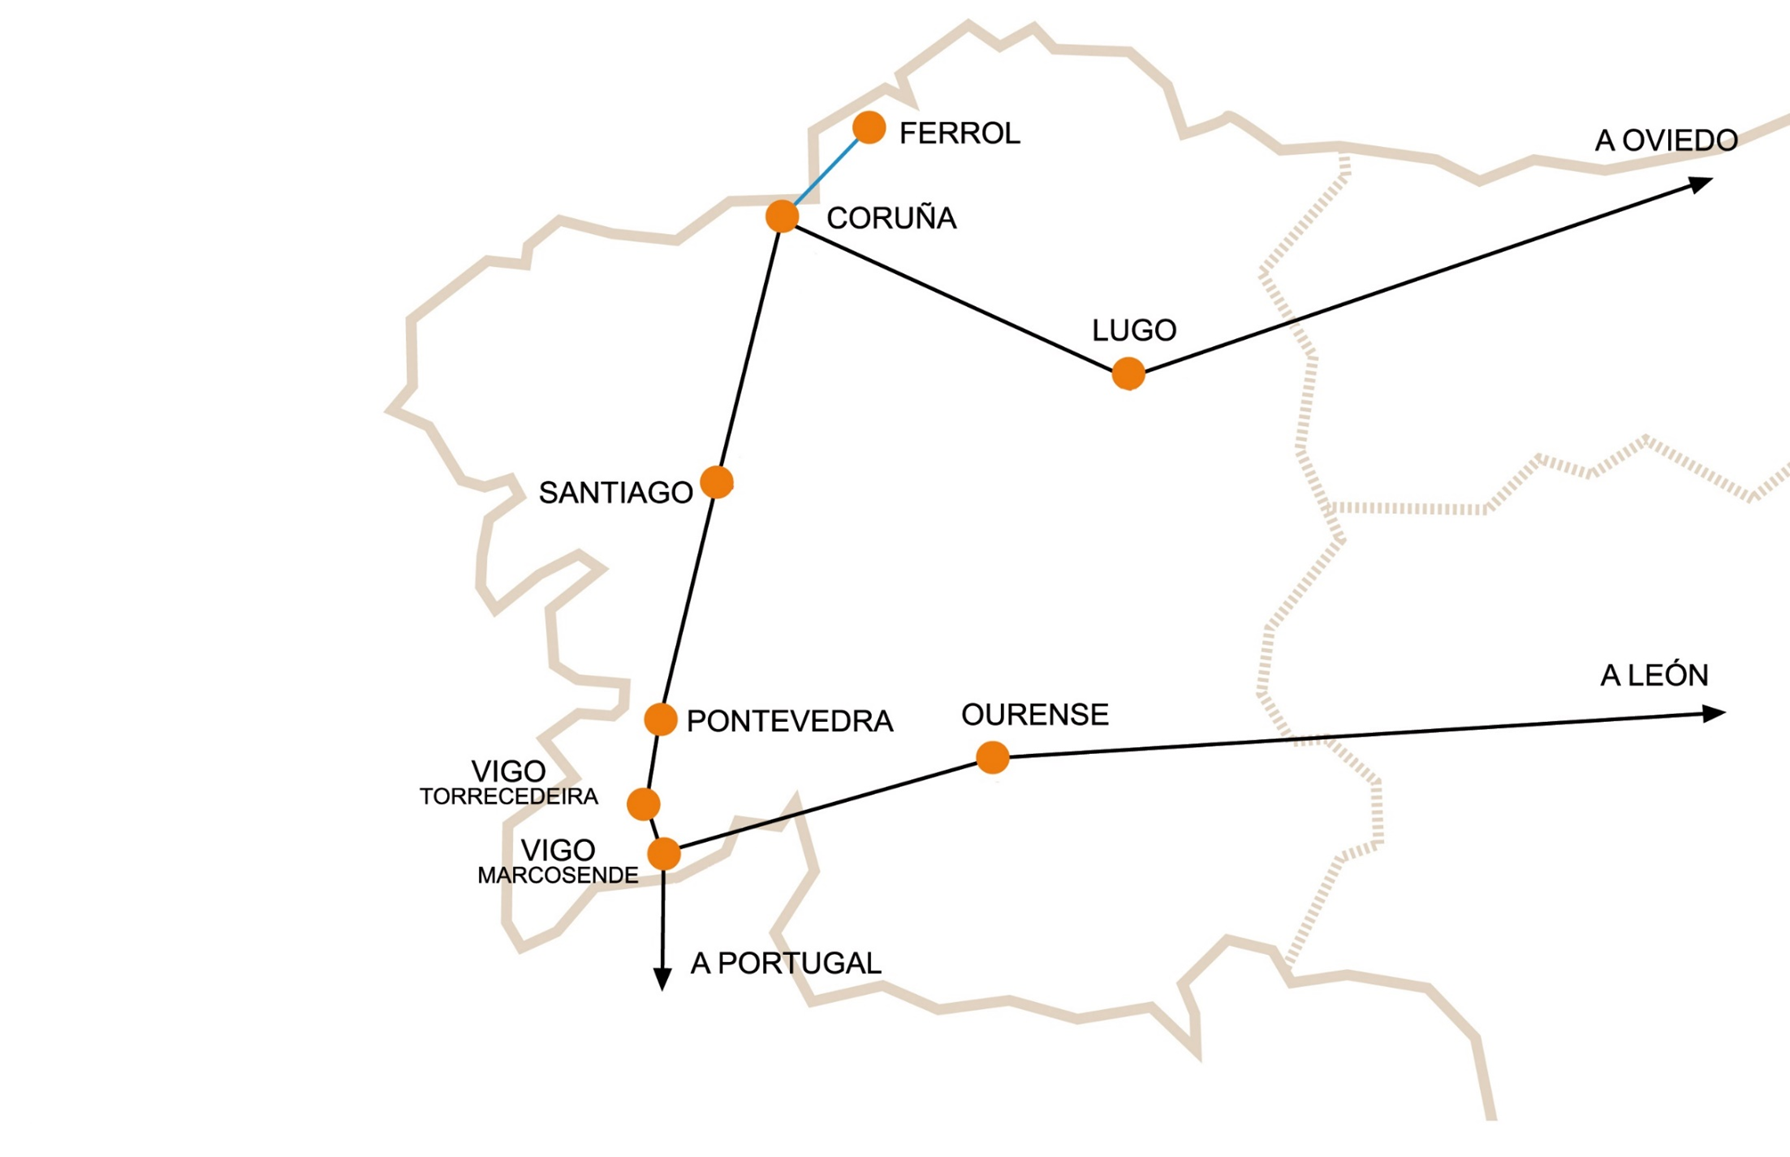 FERROL
A OVIEDO
CORUÑA
LUGO
SANTIAGO
A LEÓN
OURENSE
PONTEVEDRA
VIGO
TORRECEDEIRA
VIGO
MARCOSENDE
A PORTUGAL